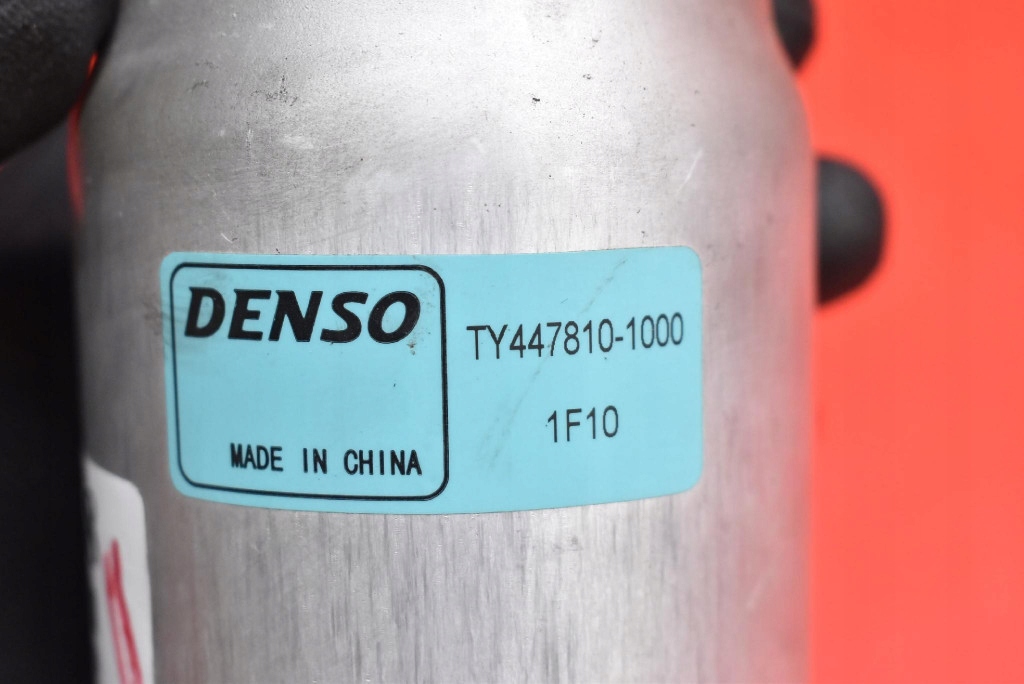 DENSO
MADE IN CHINA
TY447810-1000
1F10